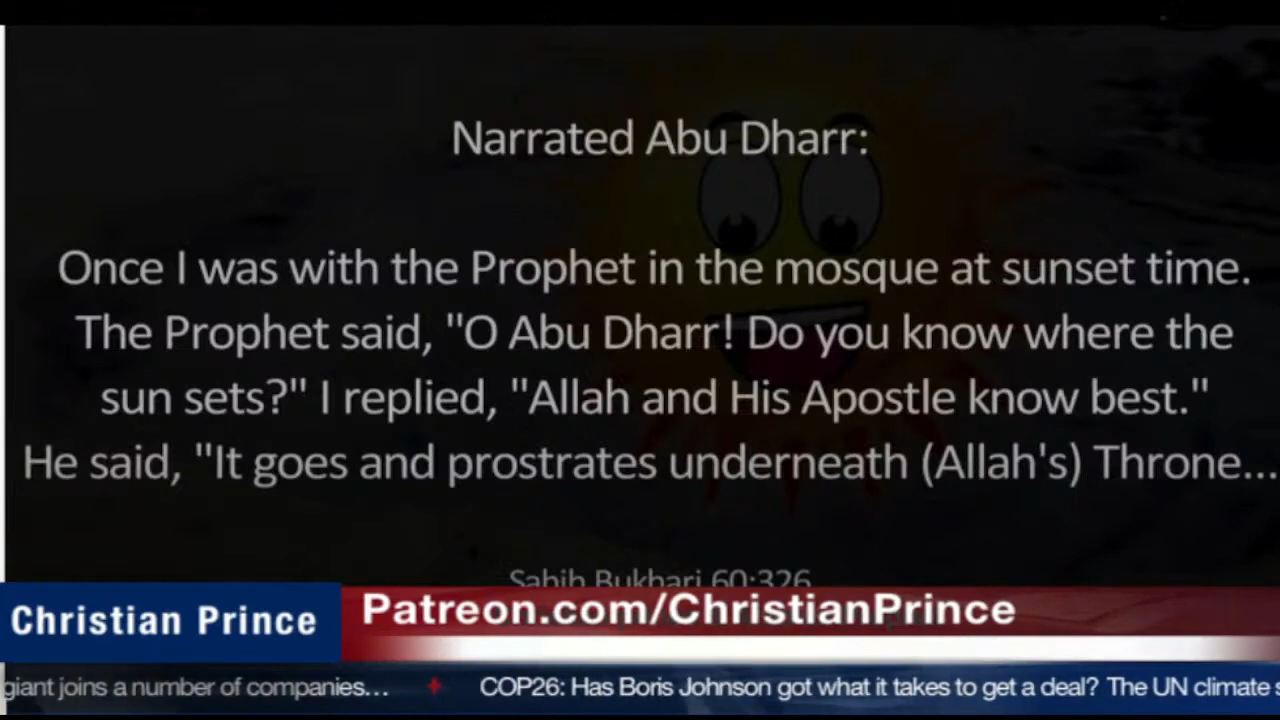 Narrated Abu Dharr:
Once I was with the Prophet in the mosque at sunset time.
The Prophet said, "O Abu Dharr! Do you know where the
sun sets?" I replied, "Allah and His Apostle know best."
He said, "It goes and prostrates underneath (Allah's) Throne...
Sahih Bukhari 60:326
Christian Prince
Patreon.com/ChristianPrince
giant joins a number of companies... COP26: Has Boris Johnson got what it takes to get a deal? The UN climate s